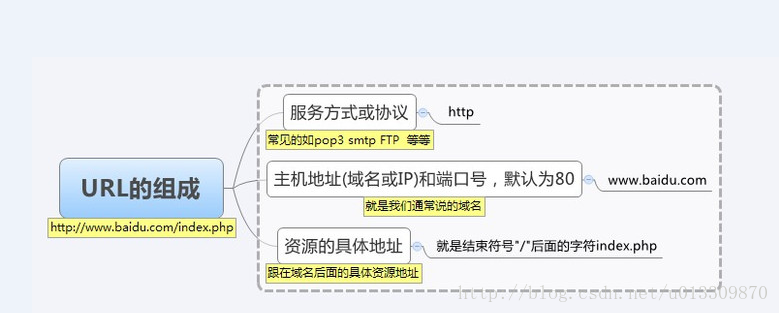 服务方式或协议
http
常见的如pop3 smtp FTP  等等
URL的组成
http://www.baidu.com/index.php
主机地址(域名或IP)和端口号，默认为80
www.baidu.com
就是我们通常说的域名
资源的具体地址
就是结束符号"/"后面的字符index.php
跟在域名后面的具体资源地址
http://blog.csdn.net/u013309870